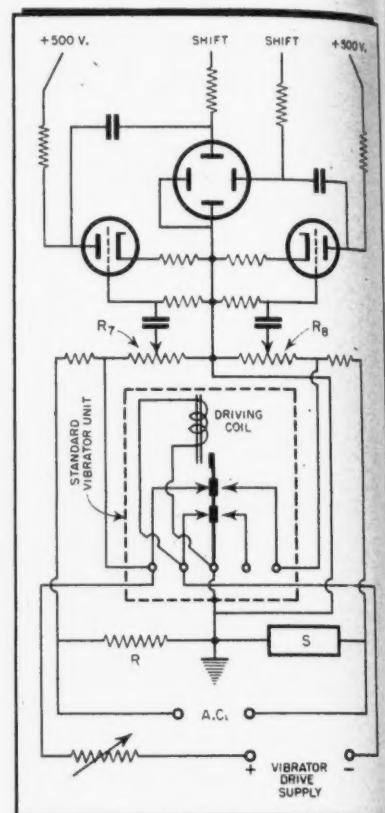 +500 V.
SHIFT
SHIFT
+500V.
R7
R8
STANDARD
VIBRATOR UNIT
DRIVING
COIL
R
S
A.C.
+
VIBRATOR
DRIVE
SUPPLY
-